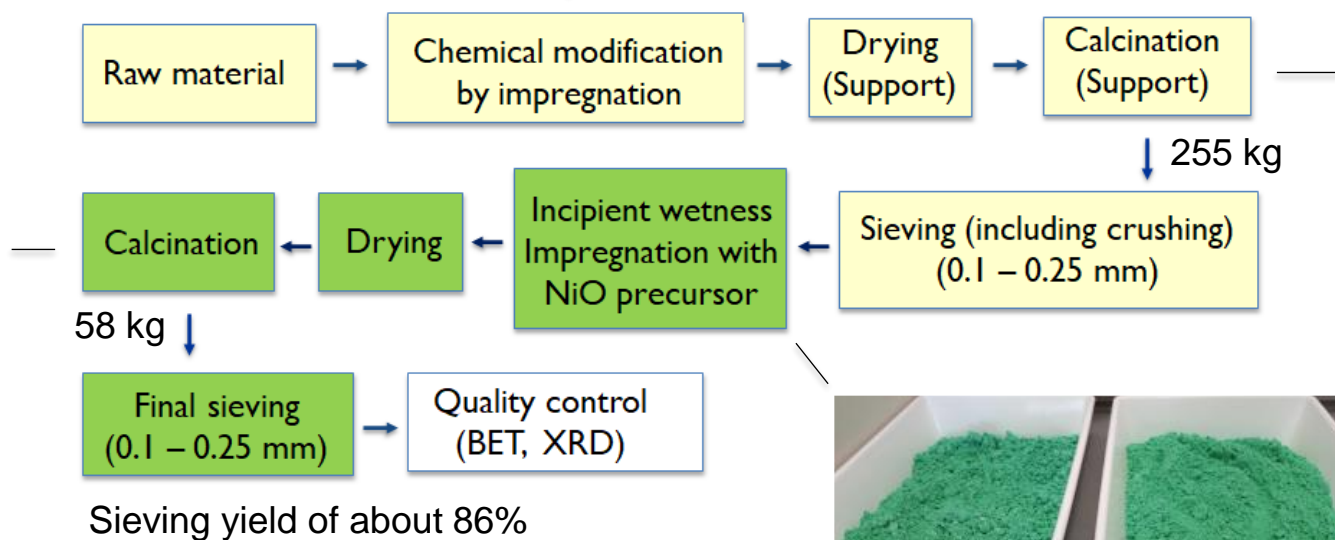 Raw material
Chemical modification
by impregnation
Drying
(Support)
Calcination
(Support)
255 kg
Sieving (including crushing)
(0.1 – 0.25 mm)
Incipient wetness
Impregnation with
NiO precursor
Drying
Calcination
58 kg
Final sieving
(0.1 – 0.25 mm)
Quality control
(BET, XRD)
Sieving yield of about 86%